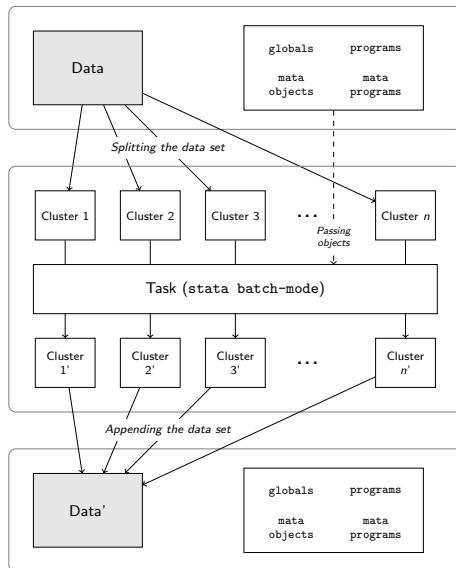 Data
globals programs
mata mata
objects programs
Splitting the data set
Cluster 1 Cluster 2 Cluster 3 ... Cluster n
Passing
objects
Task (stata batch-mode)
Cluster Cluster Cluster ... Cluster
1' 2' 3' n'
Appending the data set
Data'
globals programs
mata mata
objects programs